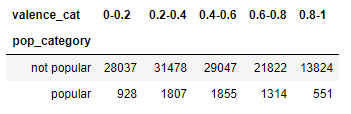 valence_cat 0-0.2 0.2-0.4 0.4-0.6 0.6-0.8 0.8-1
pop_category
not popular 28037 31478 29047 21822 13824
popular 928 1807 1855 1314 551